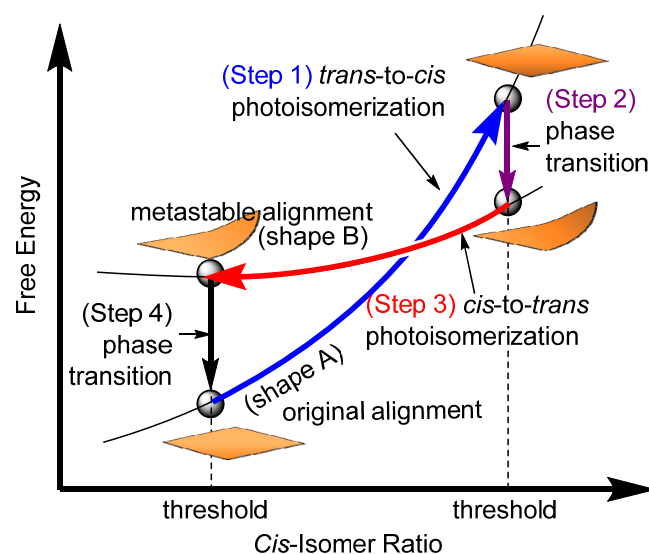 (Step 1) trans-to-cis
photoisomerization
(Step 2)
phase
transition
metastable alignment
(shape B)
Free Energy
(Step 3) cis-to-trans
photoisomerization
(Step 4)
phase
transition
(shape A)
original alignment
threshold
threshold
Cis-Isomer Ratio